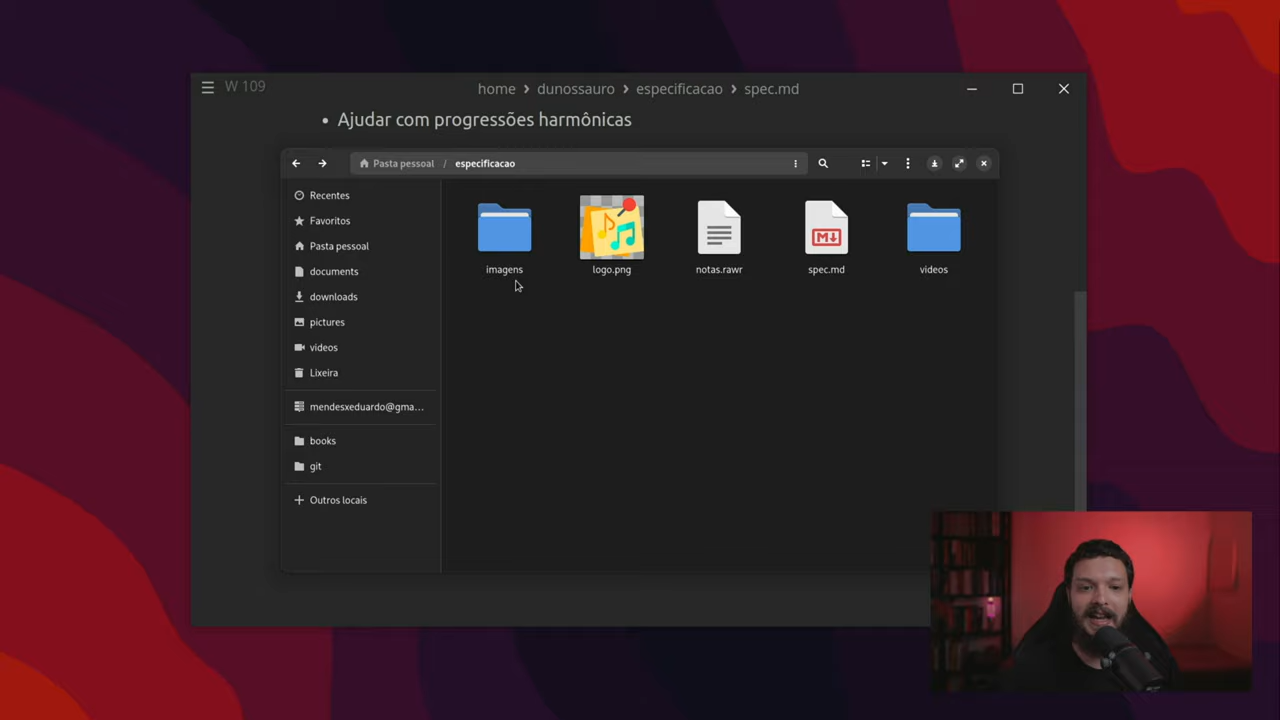 W 109
home › dunossauro › especificacao › spec.md
• Ajudar com progressões harmônicas
Pasta pessoal / especificacao
Recentes
Favoritos
Pasta pessoal
documents
downloads
pictures
videos
Lixeira
mendesxeduardo@gma...
books
git
+ Outros locais
imagens
logo.png
notas.rawr
M↓
spec.md
videos